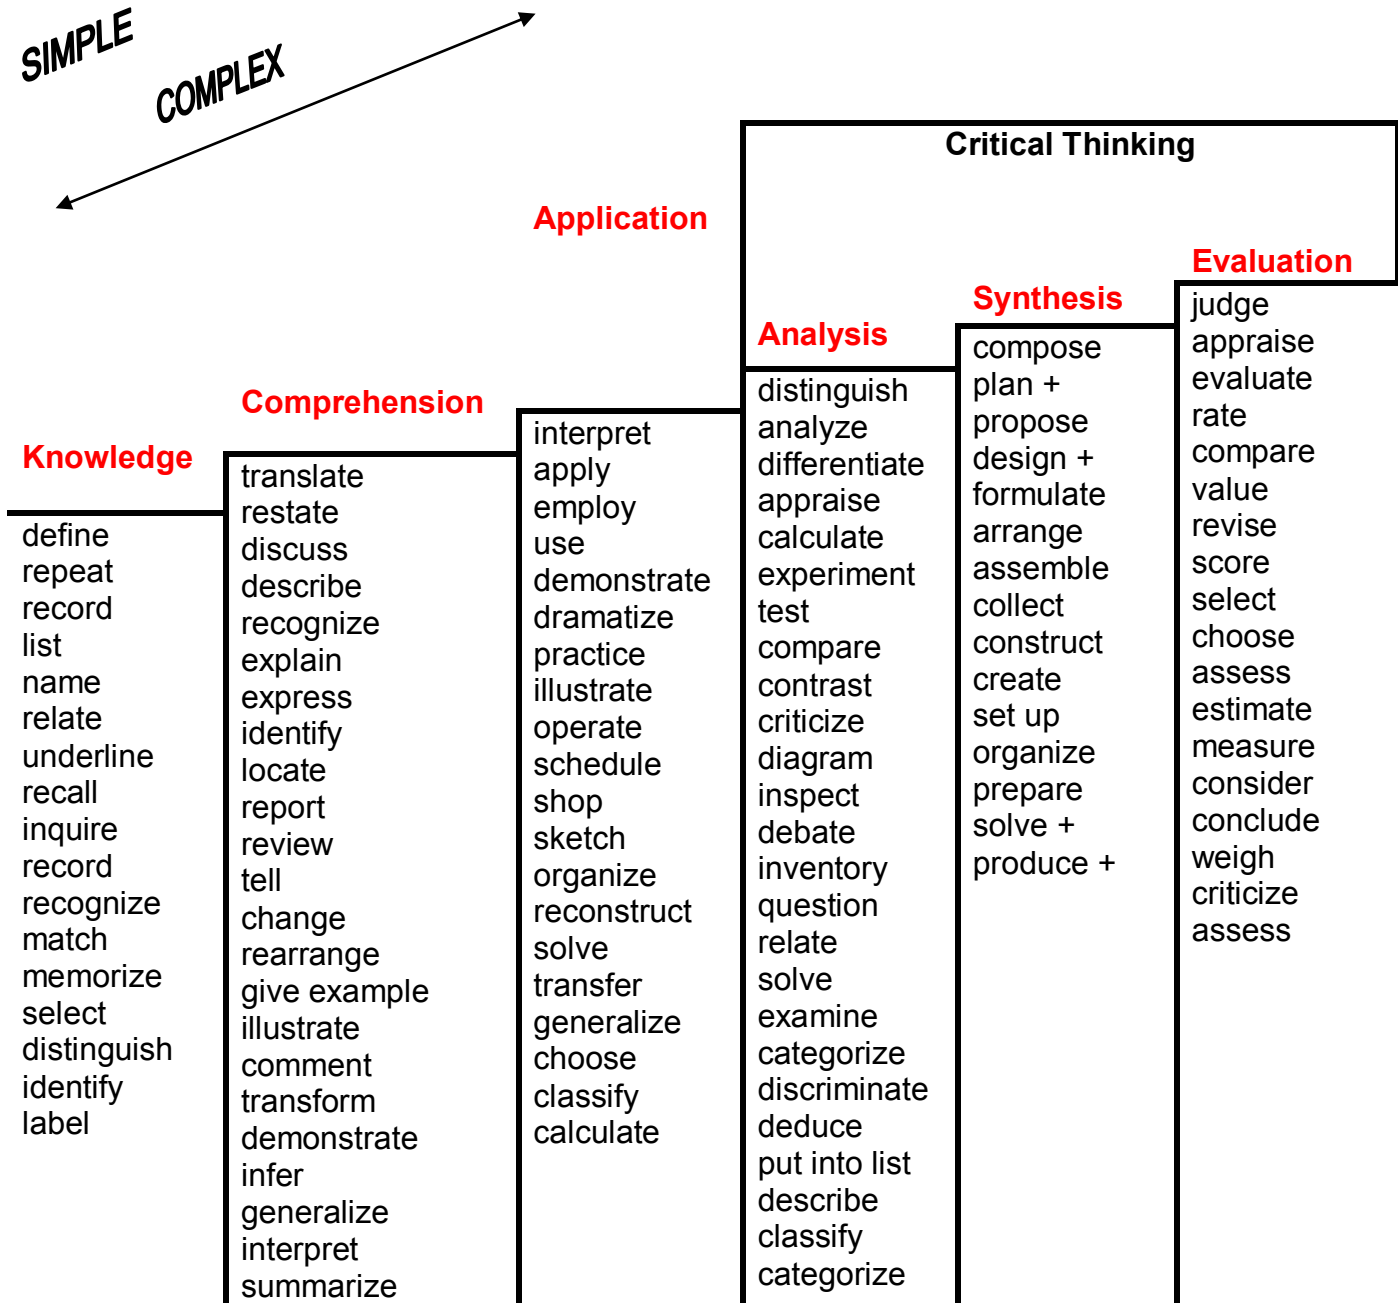 SIMPLE
COMPLEX
Critical Thinking
Knowledge
define
repeat
record
list
name
relate
underline
recall
inquire
record
recognize
match
memorize
select
distinguish
identify
label
Comprehension
translate
restate
discuss
describe
recognize
explain
express
identify
locate
report
review
tell
change
rearrange
give example
illustrate
comment
transform
demonstrate
infer
generalize
interpret
summarize
Application
interpret
apply
employ
use
demonstrate
dramatize
practice
illustrate
operate
schedule
shop
sketch
organize
reconstruct
solve
transfer
generalize
choose
classify
calculate
Analysis
distinguish
analyze
differentiate
appraise
calculate
experiment
test
compare
contrast
criticize
diagram
inspect
debate
inventory
question
relate
solve
examine
categorize
discriminate
deduce
put into list
describe
classify
categorize
Synthesis
compose
plan +
propose
design +
formulate
arrange
assemble
collect
construct
create
set up
organize
prepare
solve +
produce +
Evaluation
judge
appraise
evaluate
rate
compare
value
revise
score
select
choose
assess
estimate
measure
consider
conclude
weigh
criticize
assess